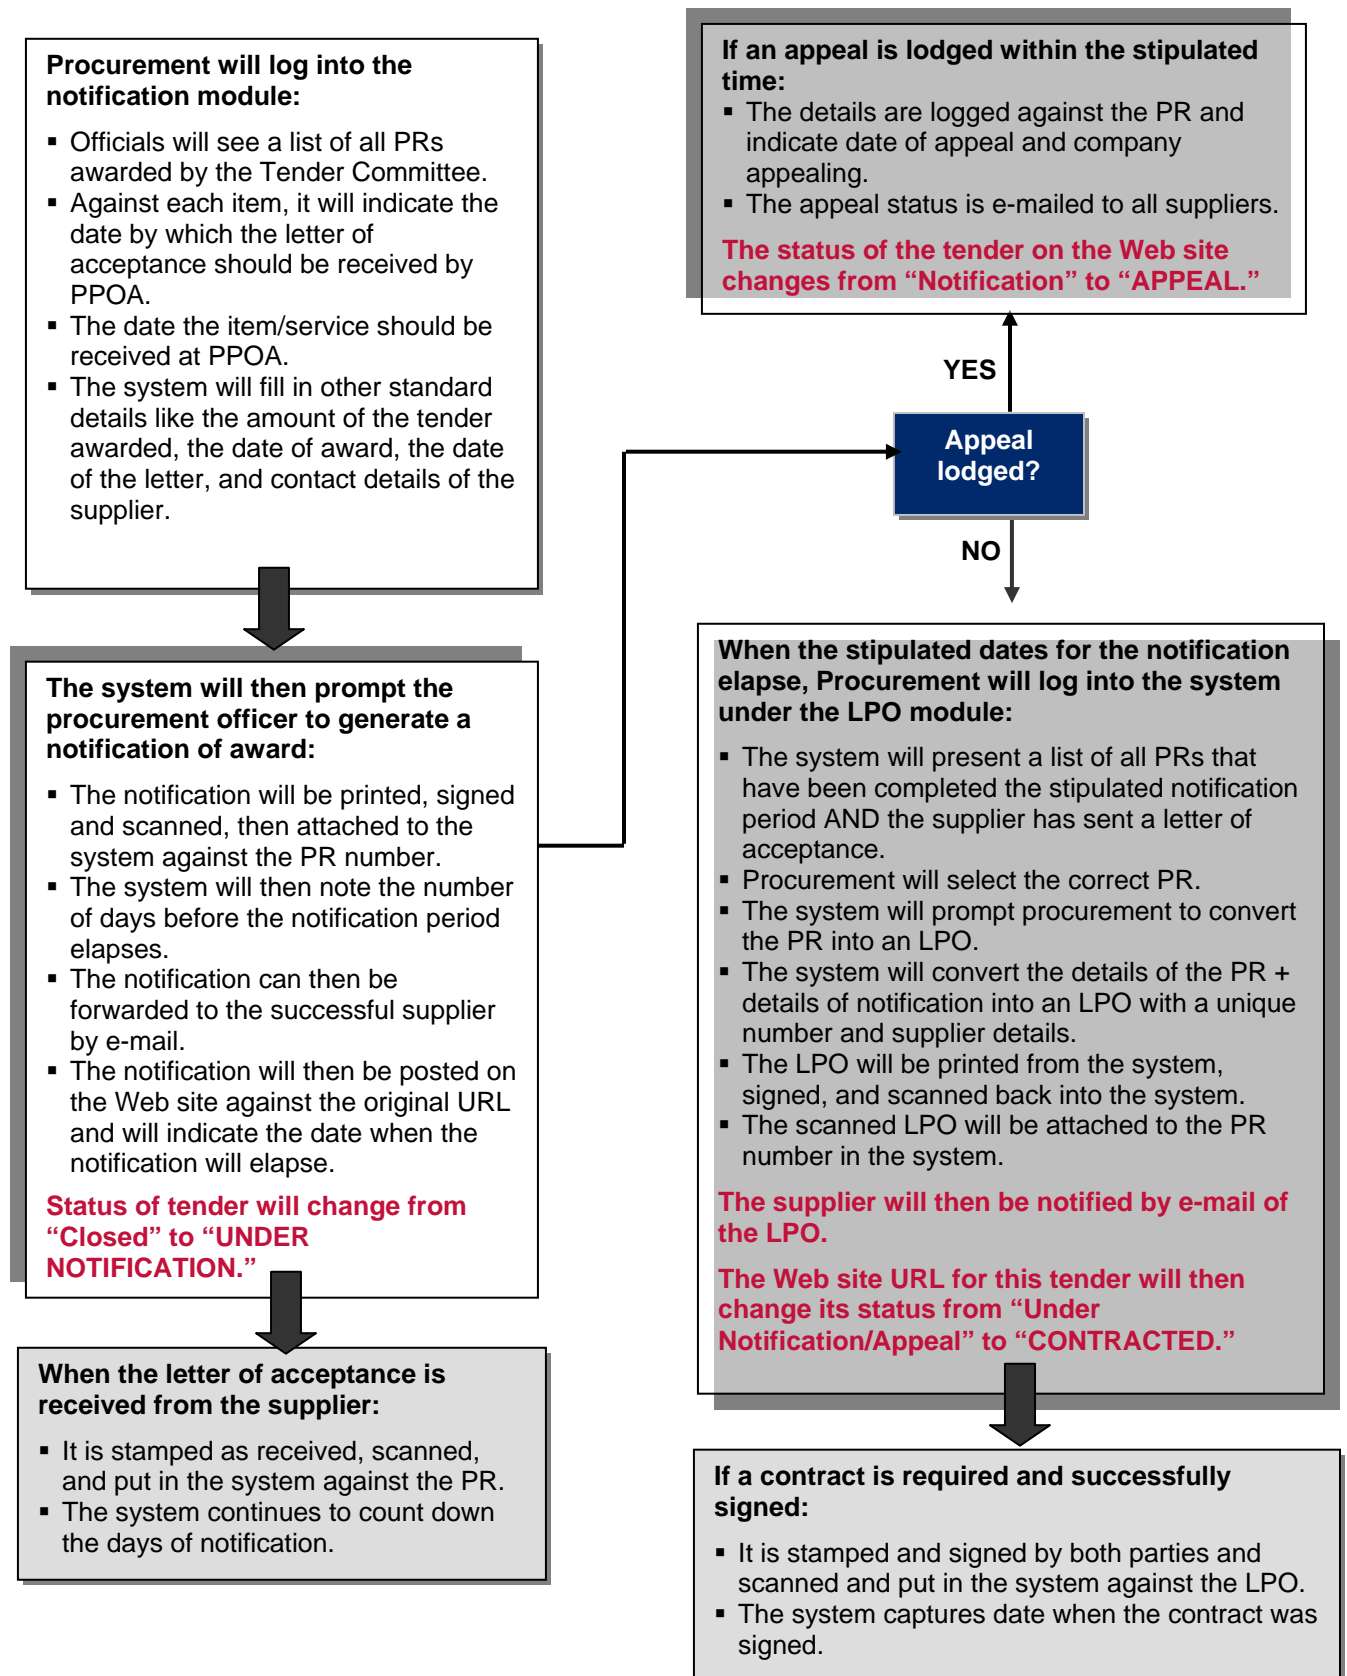 Procurement will log into the
notification module:
▪ Officials will see a list of all PRs
awarded by the Tender Committee.
▪ Against each item, it will indicate the
date by which the letter of
acceptance should be received by
PPOA.
▪ The date the item/service should be
received at PPOA.
▪ The system will fill in other standard
details like the amount of the tender
awarded, the date of award, the date
of the letter, and contact details of the
supplier.
The system will then prompt the
procurement officer to generate a
notification of award:
▪ The notification will be printed, signed
and scanned, then attached to the
system against the PR number.
▪ The system will then note the number
of days before the notification period
elapses.
▪ The notification can then be
forwarded to the successful supplier
by e-mail.
▪ The notification will then be posted on
the Web site against the original URL
and will indicate the date when the
notification will elapse.
Status of tender will change from
“Closed” to “UNDER
NOTIFICATION.”
When the letter of acceptance is
received from the supplier:
▪ It is stamped as received, scanned,
and put in the system against the PR.
▪ The system continues to count down
the days of notification.
If an appeal is lodged within the stipulated
time:
▪ The details are logged against the PR and
indicate date of appeal and company
appealing.
▪ The appeal status is e-mailed to all suppliers.
The status of the tender on the Web site
changes from “Notification” to “APPEAL.”
YES
Appeal
lodged?
NO
When the stipulated dates for the notification
elapse, Procurement will log into the system
under the LPO module:
▪ The system will present a list of all PRs that
have been completed the stipulated notification
period AND the supplier has sent a letter of
acceptance.
▪ Procurement will select the correct PR.
▪ The system will prompt procurement to convert
the PR into an LPO.
▪ The system will convert the details of the PR +
details of notification into an LPO with a unique
number and supplier details.
▪ The LPO will be printed from the system,
signed, and scanned back into the system.
▪ The scanned LPO will be attached to the PR
number in the system.
The supplier will then be notified by e-mail of
the LPO.
The Web site URL for this tender will then
change its status from “Under
Notification/Appeal” to “CONTRACTED.”
If a contract is required and successfully
signed:
▪ It is stamped and signed by both parties and
scanned and put in the system against the LPO.
▪ The system captures date when the contract was
signed.